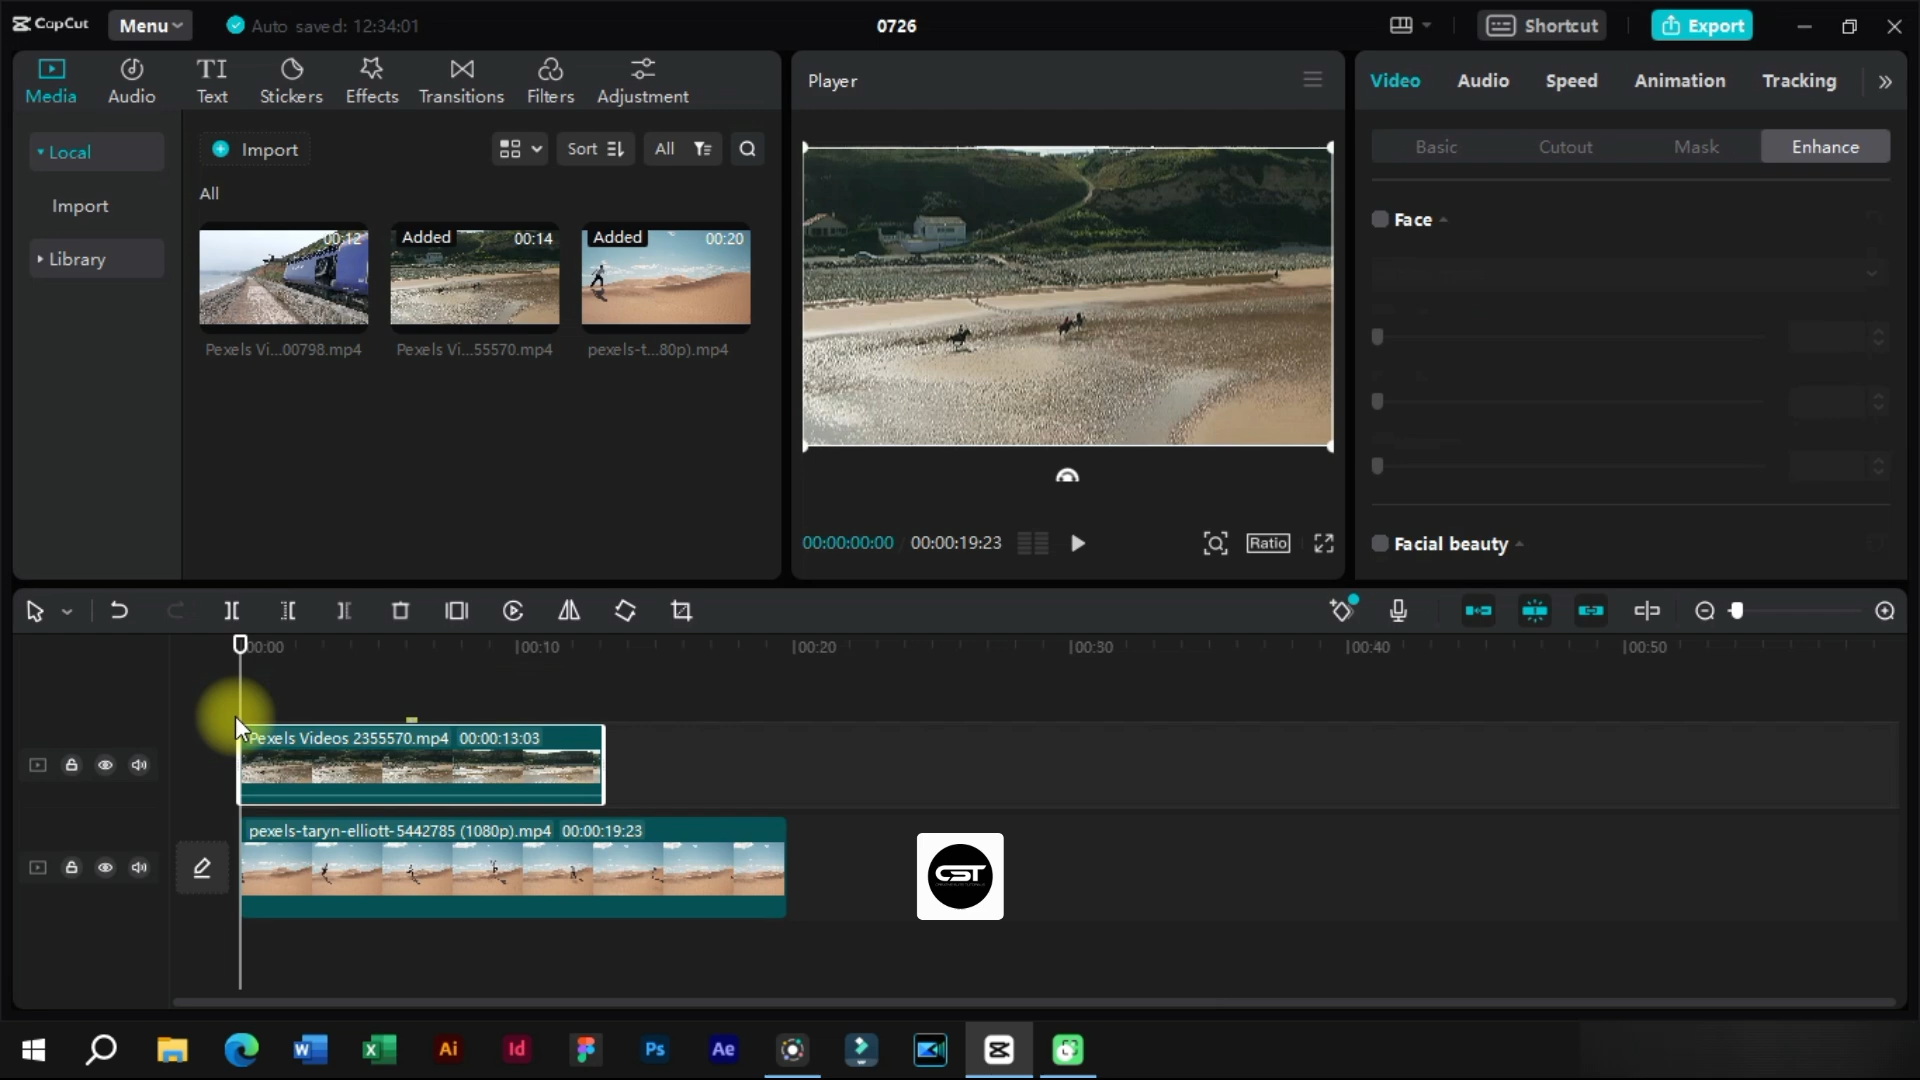 CapCut
Menu
Auto saved: 12:34:01
0726
Shortcut
Export
Media
Audio
Text
Stickers
Effects
Transitions
Filters
Adjustment
Player
Video
Audio
Speed
Animation
Tracking
Local
Import
Sort
All
Basic
Cutout
Mask
Enhance
Import
Library
All
00:12
Added
00:14
Added
00:20
Pexels Vi...00798.mp4
Pexels Vi...55570.mp4
pexels-t...80p).mp4
Face
Facial beauty
00:00:00:00
00:00:19:23
Ratio
00:00
00:10
00:20
00:30
00:40
00:50
Pexels Videos 2355570.mp4 00:00:13:03
pexels-taryn-elliott-5442785 (1080p).mp4 00:00:19:23
CST
W
X
Ai
Id
Ps
Ae